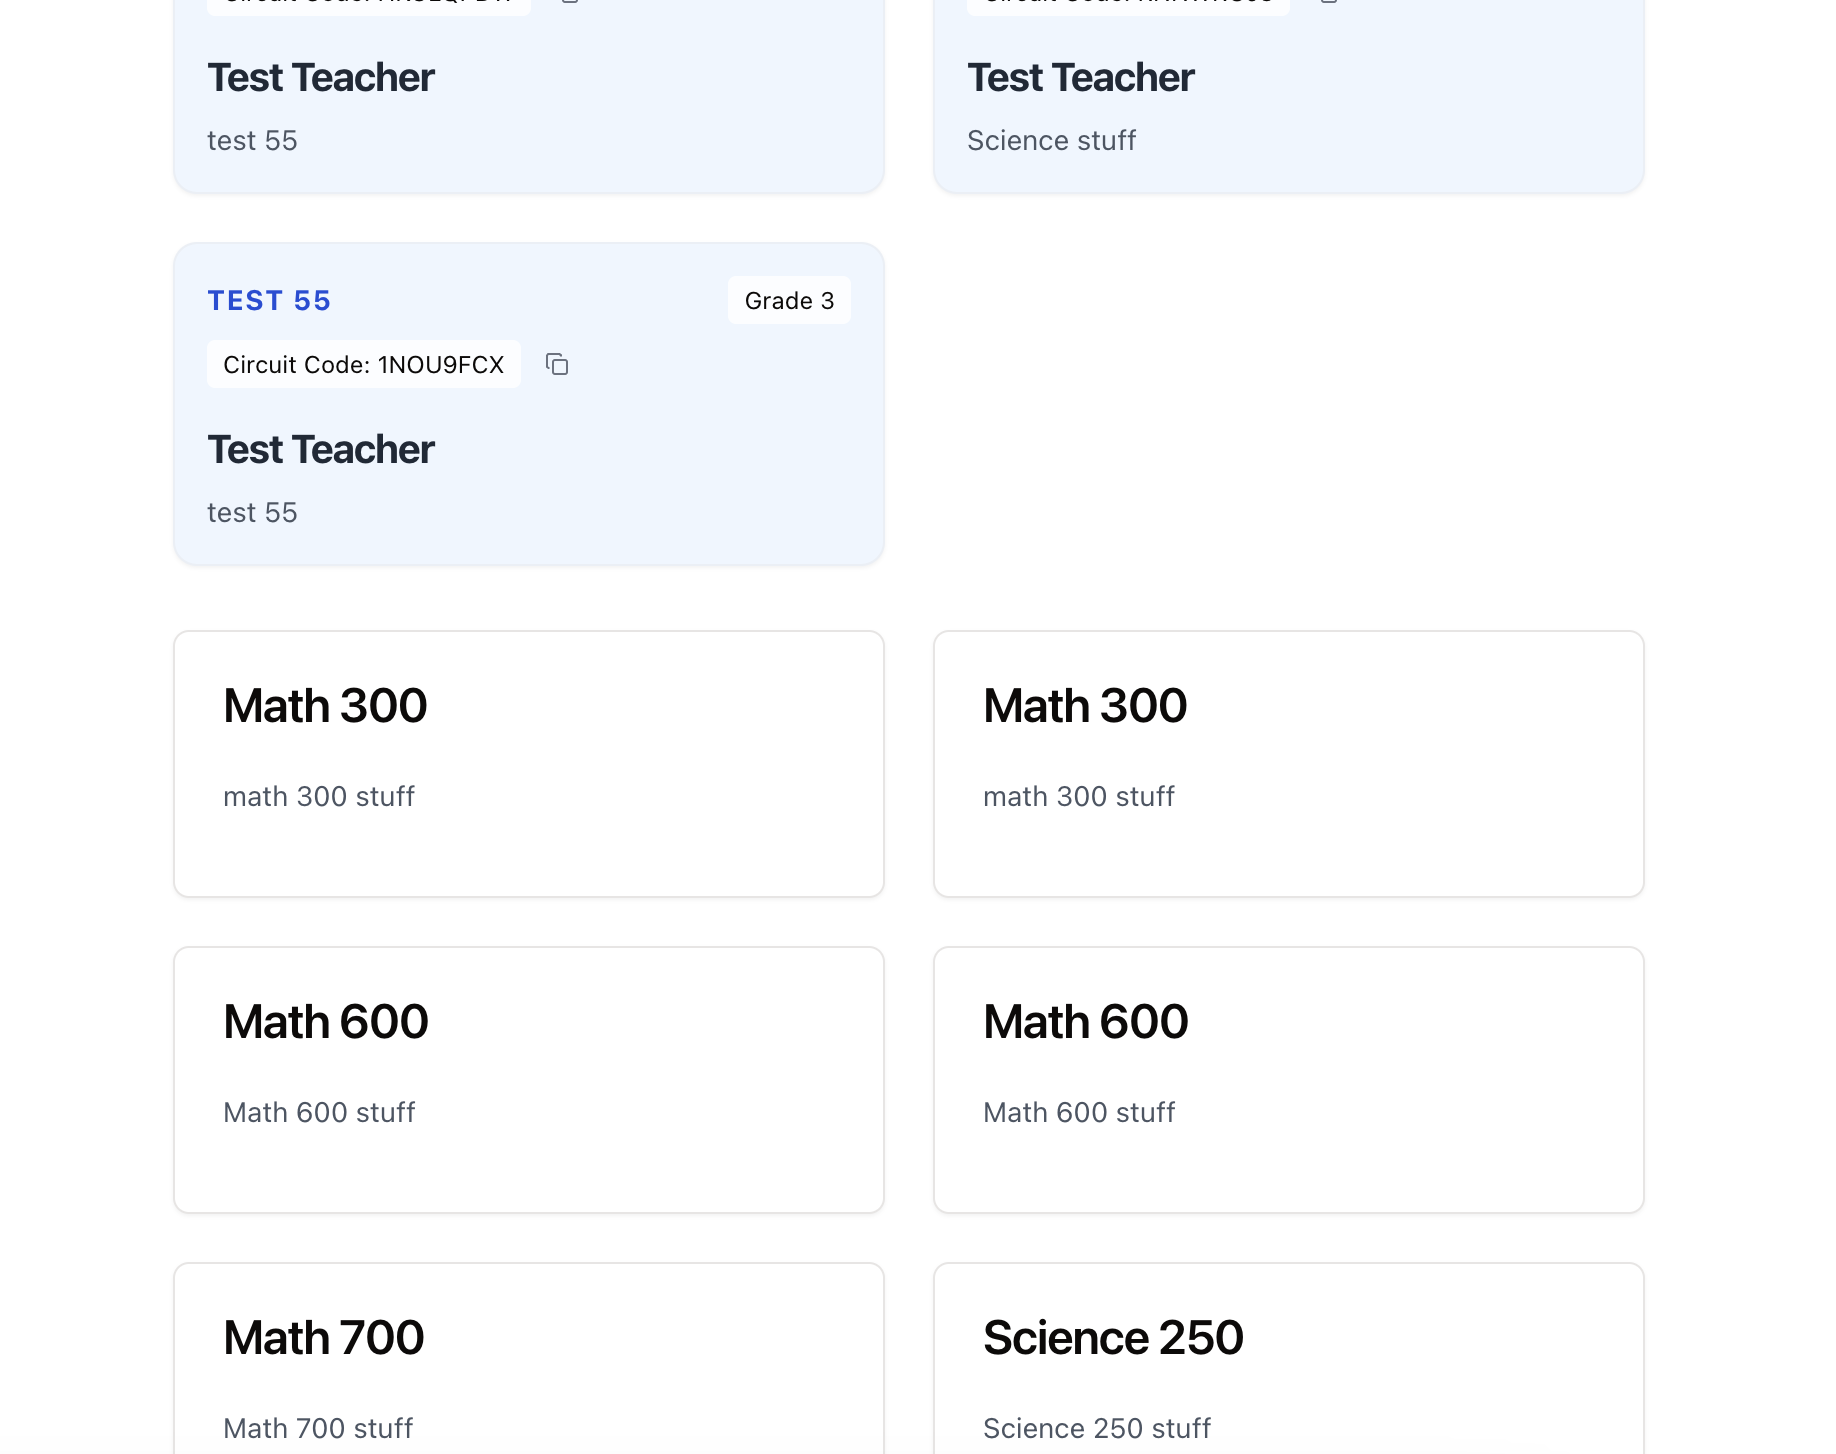 Test Teacher
test 55
Test Teacher
Science stuff
TEST 55
Grade 3
Circuit Code: 1NOU9FCX
Test Teacher
test 55
Math 300
math 300 stuff
Math 300
math 300 stuff
Math 600
Math 600 stuff
Math 600
Math 600 stuff
Math 700
Math 700 stuff
Science 250
Science 250 stuff